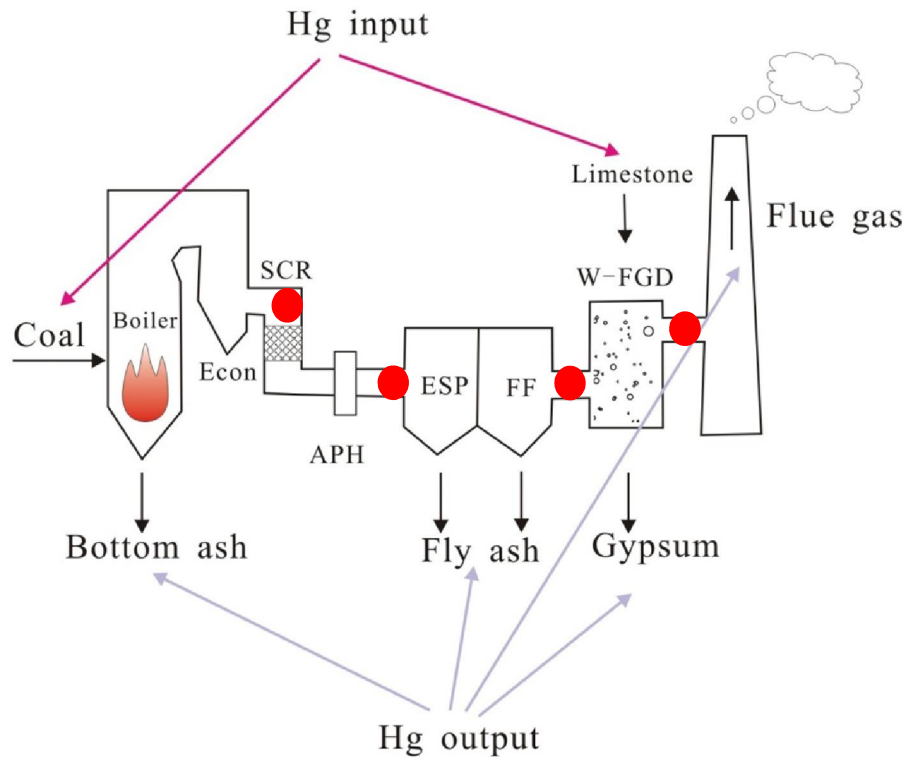 Hg input
Limestone
Flue gas
W-FGD
SCR
Boiler
Coal
Econ
ESP
FF
APH
Bottom ash
Fly ash
Gypsum
Hg output